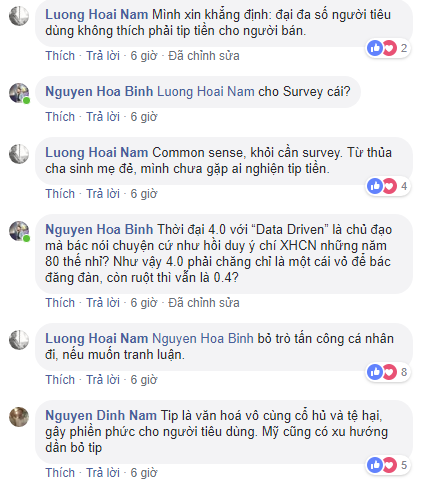 Luong Hoai Nam Mình xin khẳng định: đại đa số người tiêu
dùng không thích phải tip tiền cho người bán.
2
Thích · Trả lời · 6 giờ · Đã chỉnh sửa
Nguyen Hoa Binh Luong Hoai Nam cho Survey cái?
Thích · Trả lời · 6 giờ
Luong Hoai Nam Common sense, khỏi cần survey. Từ thủa
cha sinh mẹ đẻ, mình chưa gặp ai nghiện tip tiền.
4
Thích · Trả lời · 6 giờ
Nguyen Hoa Binh Thời đại 4.0 với “Data Driven” là chủ đạo
mà bác nói chuyện cứ như hồi duy ý chí XHCN những năm
80 thế nhỉ? Như vậy 4.0 phải chăng chỉ là một cái vỏ để bác
đăng đàn, còn ruột thì vẫn là 0.4?
Thích · Trả lời · 6 giờ · Đã chỉnh sửa
Luong Hoai Nam Nguyen Hoa Binh bỏ trò tấn công cá nhân
đi, nếu muốn tranh luận.
8
Thích · Trả lời · 6 giờ
Nguyen Dinh Nam Tip là văn hoá vô cùng cổ hủ và tệ hại,
gây phiền phức cho người tiêu dùng. Mỹ cũng có xu hướng
dần bỏ tip
5
Thích · Trả lời · 6 giờ